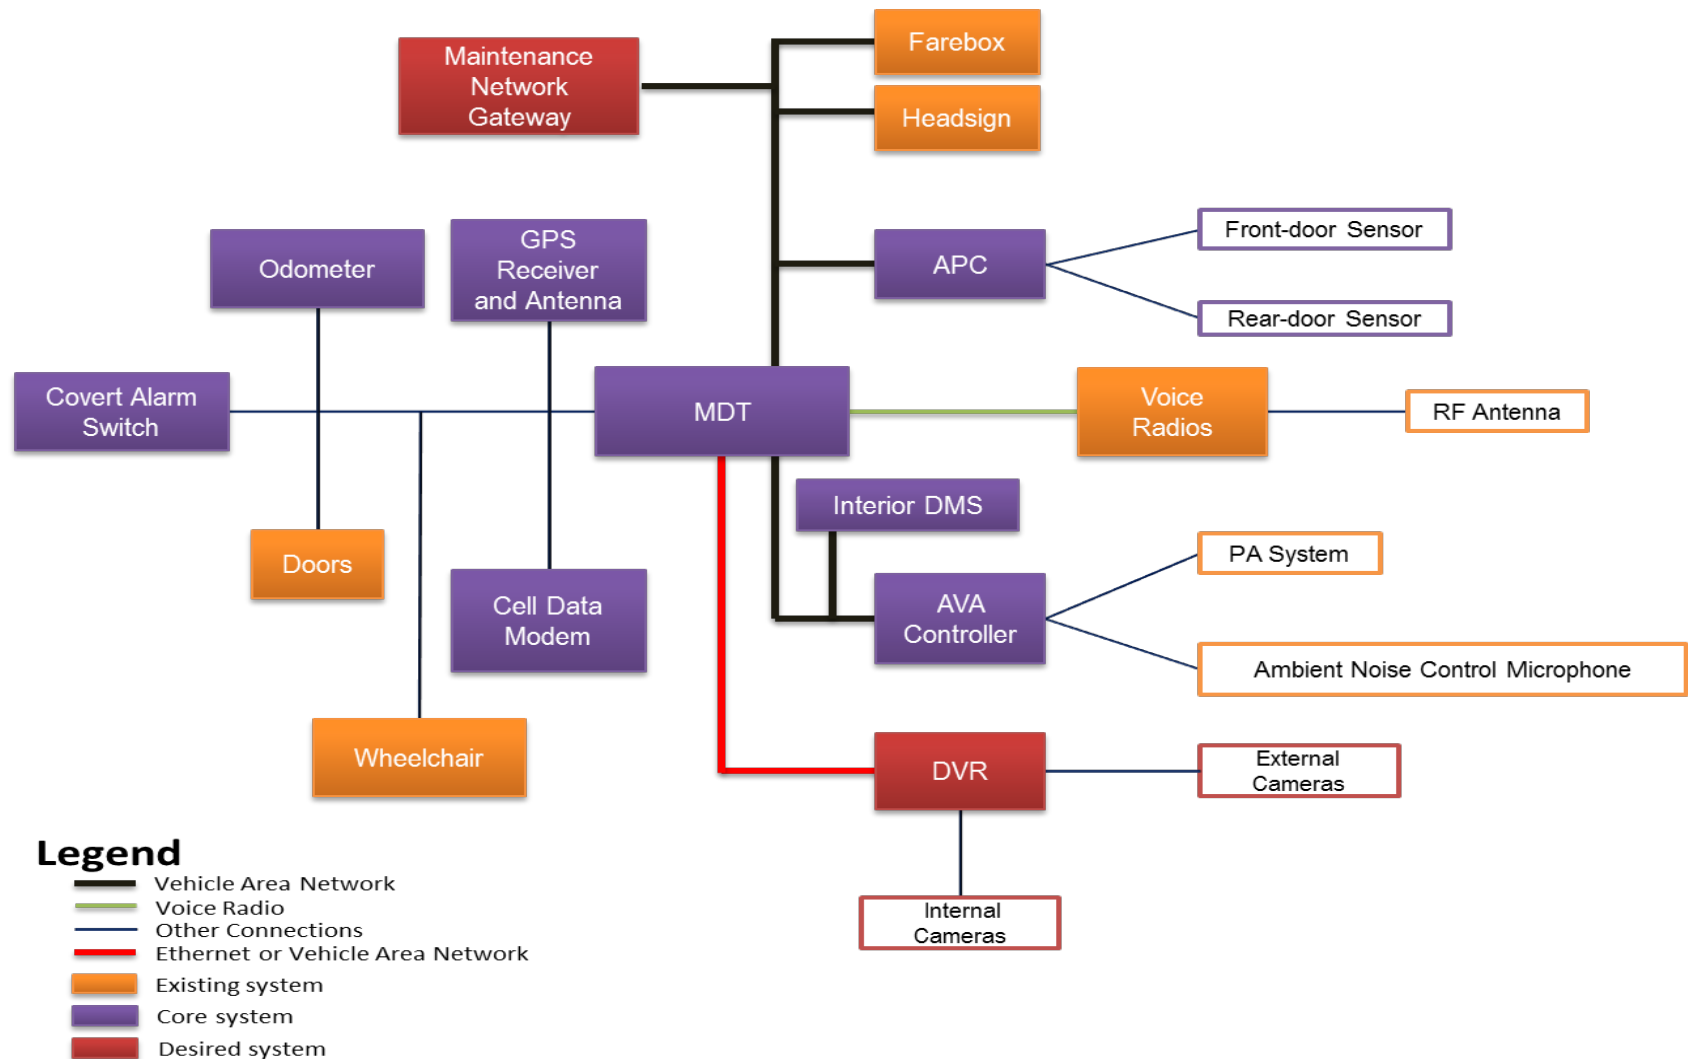 Maintenance
Network
Gateway
Farebox
Headsign
Odometer
GPS
Receiver
and Antenna
APC
Front-door Sensor
Rear-door Sensor
Covert Alarm
Switch
MDT
Voice
Radios
RF Antenna
Interior DMS
Doors
Cell Data
Modem
AVA
Controller
PA System
Ambient Noise Control Microphone
Wheelchair
DVR
External
Cameras
Internal
Cameras
Legend
Vehicle Area Network
Voice Radio
Other Connections
Ethernet or Vehicle Area Network
Existing system
Core system
Desired system